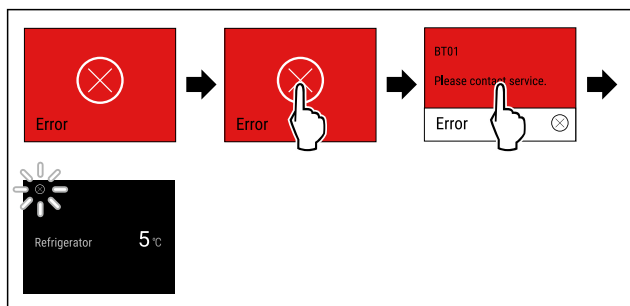 Error
Error
BT01
Please contact service.
Error
Refrigerator 5 °C